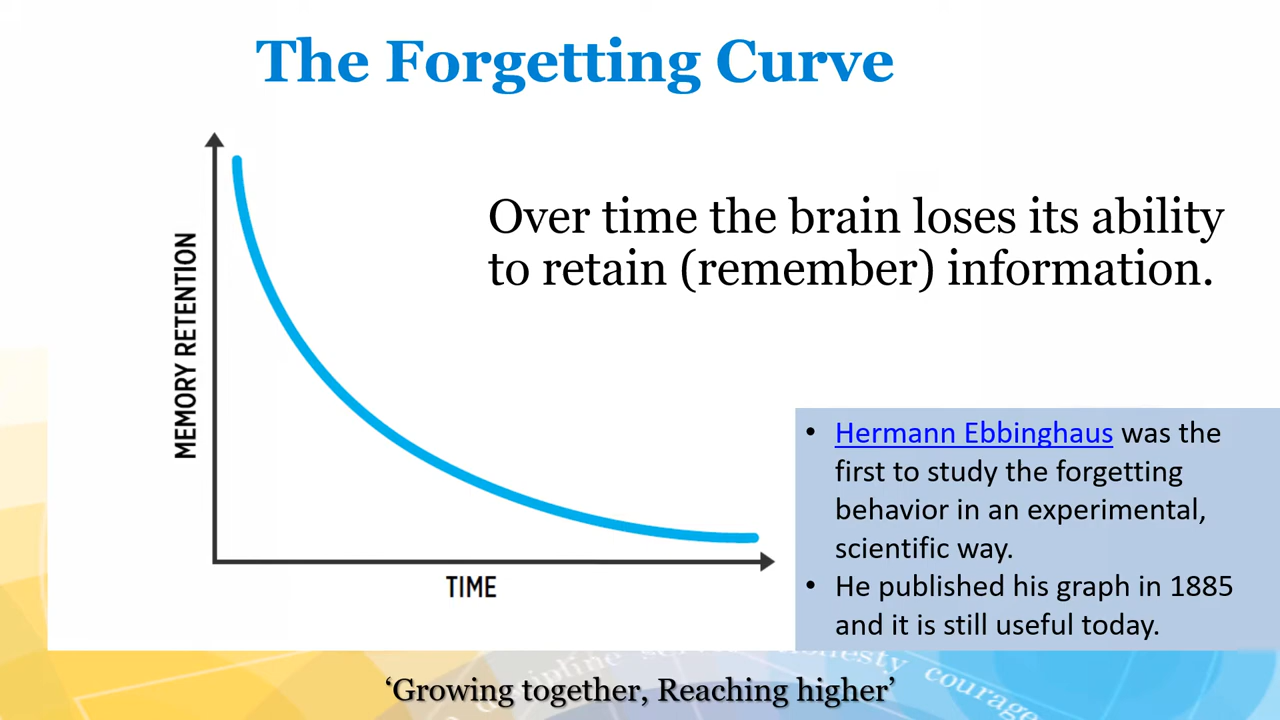 The Forgetting Curve
MEMORY RETENTION
TIME
Over time the brain loses its ability
to retain (remember) information.
• Hermann Ebbinghaus was the
first to study the forgetting
behavior in an experimental,
scientific way.
• He published his graph in 1885
and it is still useful today.
honesty
courage
‘Growing together, Reaching higher’